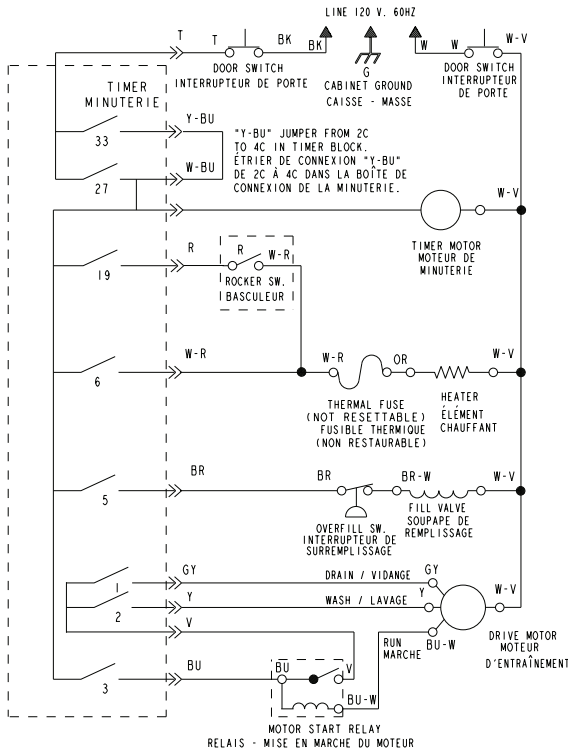 LINE 120 V. 60HZ
T
T
BK
BK
W
W
W-V
DOOR SWITCH
INTERRUPTEUR DE PORTE
G
CABINET GROUND
CAISSE - MASSE
DOOR SWITCH
INTERRUPTEUR
DE PORTE
TIMER
MINUTERIE
Y-BU
33
"Y-BU" JUMPER FROM 2C
TO 4C IN TIMER BLOCK.
ÉTRIER DE CONNEXION "Y-BU"
DE 2C À 4C DANS LA BOÎTE DE
CONNEXION DE LA MINUTERIE.
W-BU
27
W-V
TIMER MOTOR
MOTEUR DE
MINUTERIE
R
R
W-R
19
ROCKER SW.
BASCULEUR
W-R
W-R
OR
W-V
6
THERMAL FUSE
(NOT RESETTABLE)
FUSIBLE THERMIQUE
(NON RESTAURABLE)
HEATER
ÉLÉMENT
CHAUFFANT
BR
BR
BR-W
W-V
5
OVERFILL SW.
INTERRUPTEUR DE
SURREMPLISSAGE
FILL VALVE
SOUPAPE DE
REMPLISSAGE
GY
DRAIN / VIDANGE
GY
1
Y
WASH / LAVAGE
Y
W-V
2
V
RUN
MARCHE
BU-W
DRIVE MOTOR
MOTEUR
D'ENTRAÎNEMENT
BU
BU
V
3
BU-W
MOTOR START RELAY
RELAIS - MISE EN MARCHE DU MOTEUR